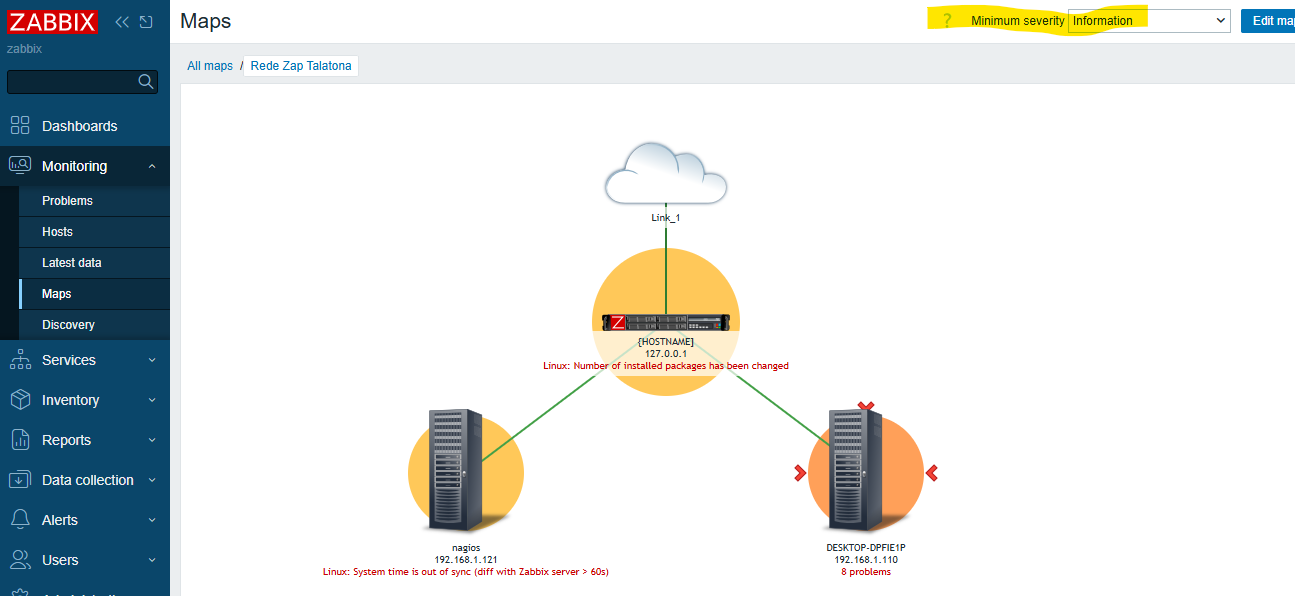 ZABBIX
Maps
? Minimum severity Information
Edit map
zabbix
All maps / Rede Zap Talatona
Dashboards
Monitoring
Problems
Hosts
Latest data
Maps
Discovery
Services
Inventory
Reports
Data collection
Alerts
Users
Link_1
Z
{HOSTNAME]
127.0.0.1
Linux: Number of installed packages has been changed
nagios
192.168.1.121
Linux: System time is out of sync (diff with Zabbix server > 60s)
DESKTOP-DPFIE1P
192.168.1.110
8 problems